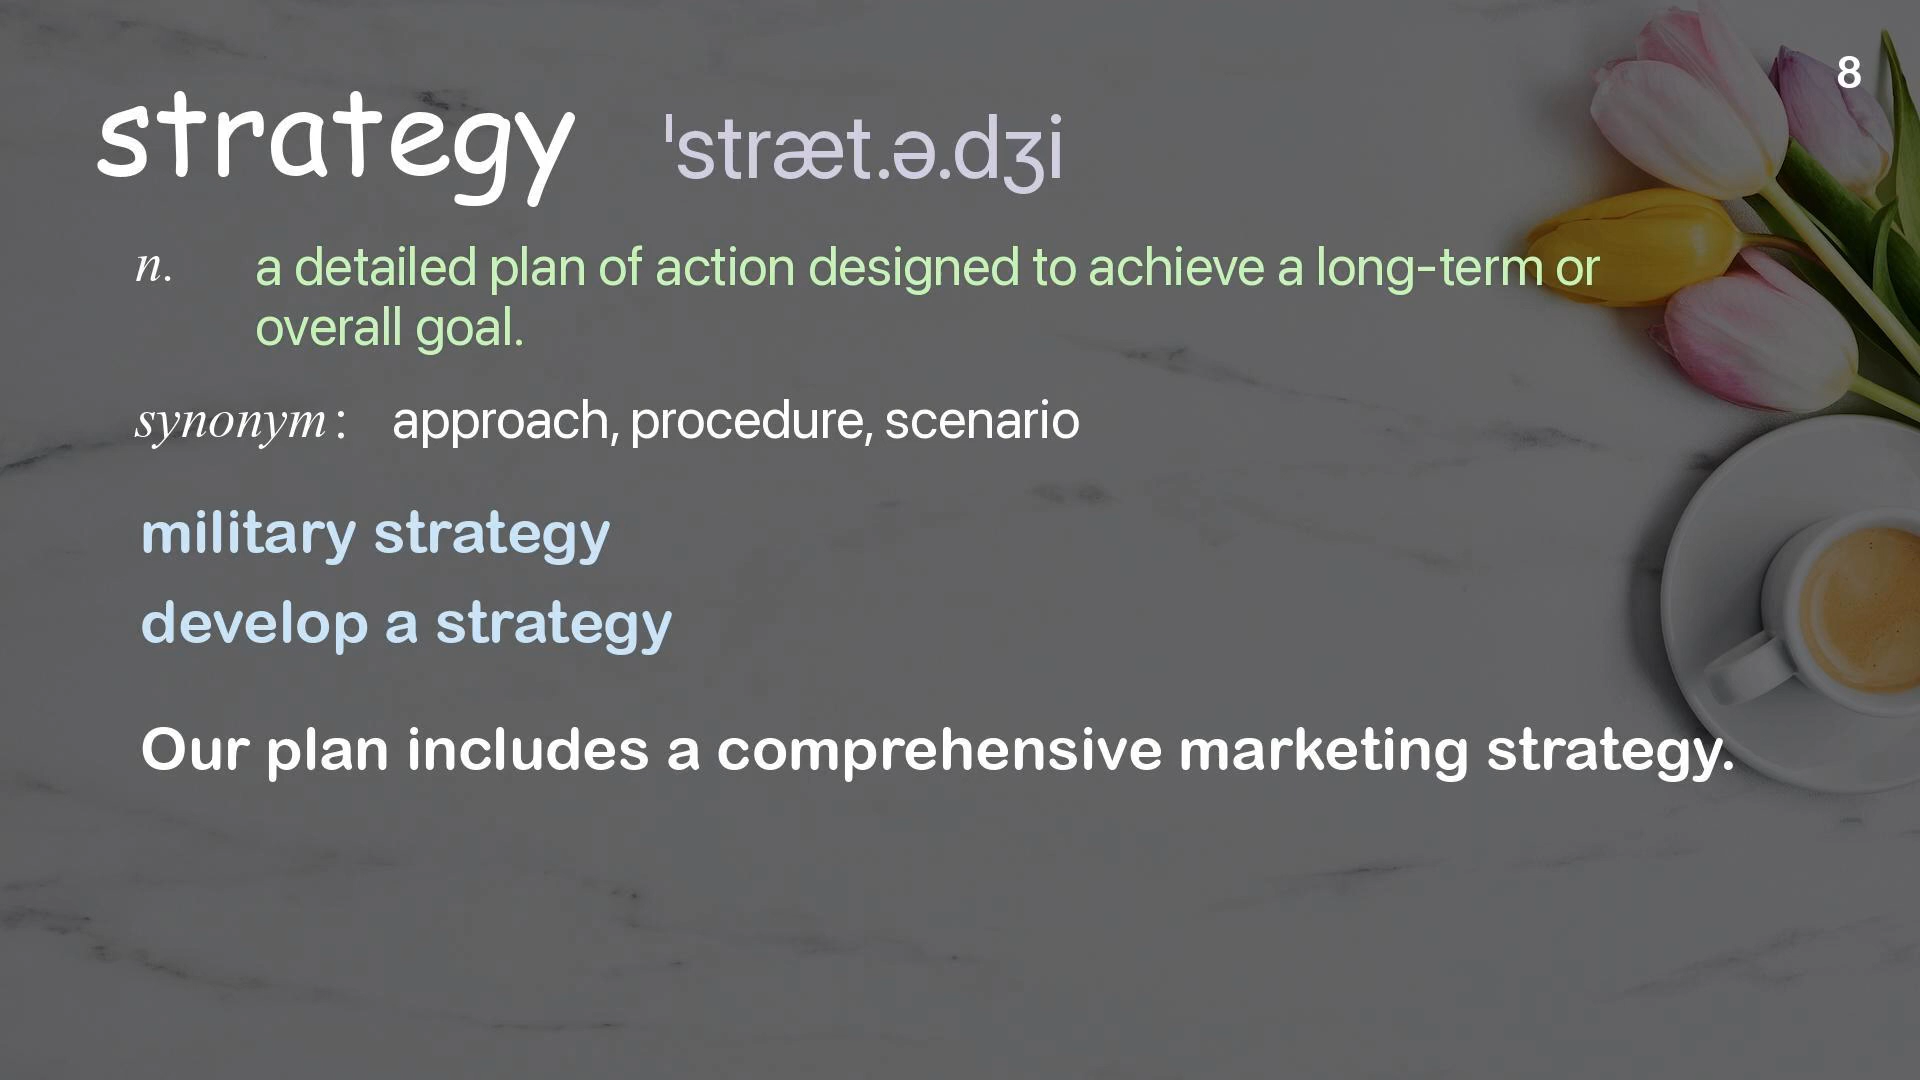 8
strategy ˈstræt.ə.dʒi
n. a detailed plan of action designed to achieve a long-term or
overall goal.
synonym: approach, procedure, scenario
military strategy
develop a strategy
Our plan includes a comprehensive marketing strategy.